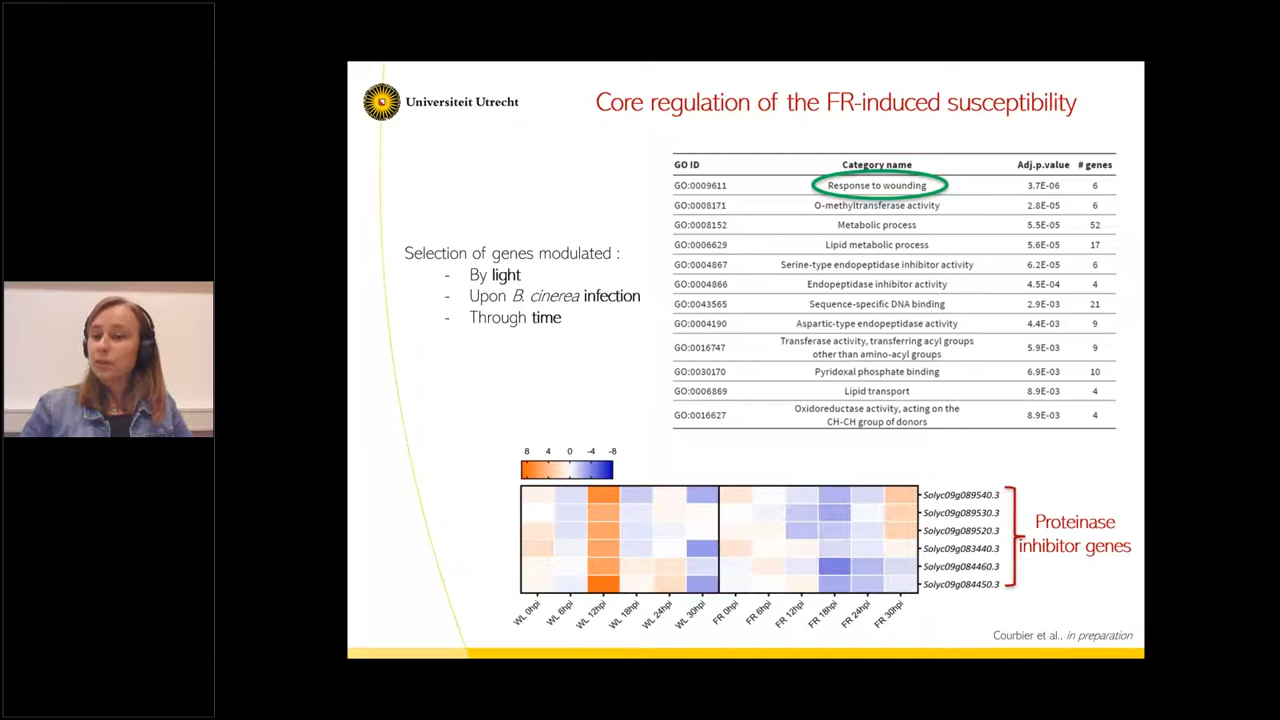 Universiteit Utrecht
Core regulation of the FR-induced susceptibility
GO ID Category name Adj.p.value # genes
GO:0009611 Response to wounding 3.7E-06 6
GO:0008171 O-methyltransferase activity 2.8E-05 6
GO:0008152 Metabolic process 5.5E-05 52
GO:0006629 Lipid metabolic process 5.6E-05 17
GO:0004867 Serine-type endopeptidase inhibitor activity 6.2E-05 6
GO:0004866 Endopeptidase inhibitor activity 4.5E-04 4
GO:0043565 Sequence-specific DNA binding 2.9E-03 21
GO:0004190 Aspartic-type endopeptidase activity 4.4E-03 9
GO:0016747 Transferase activity, transferring acyl groups other than amino-acyl groups 5.9E-03 9
GO:0030170 Pyridoxal phosphate binding 6.9E-03 10
GO:0006869 Lipid transport 8.9E-03 4
GO:0016627 Oxidoreductase activity, acting on the CH-CH group of donors 8.9E-03 4
Selection of genes modulated :
- By light
- Upon B. cinerea infection
- Through time
8 4 0 -4 -8
Solyc09g089540.3
Solyc09g089530.3
Solyc09g089520.3
Solyc09g083440.3
Solyc09g084460.3
Solyc09g084450.3
Proteinase
inhibitor genes
WL 0hpi WL 6hpi WL 12hpi WL 18hpi WL 24hpi WL 30hpi FR 0hpi FR 6hpi FR 12hpi FR 18hpi FR 24hpi FR 30hpi
Courbier et al., in preparation